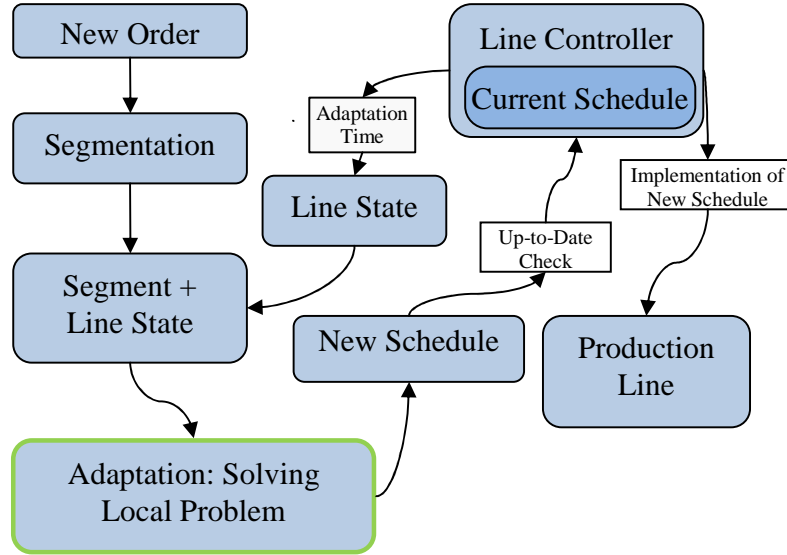 New Order
Line Controller
Current Schedule
Adaptation
Time
Segmentation
Implementation of
New Schedule
Line State
Up-to-Date
Check
Segment +
Line State
New Schedule
Production
Line
Adaptation: Solving
Local Problem